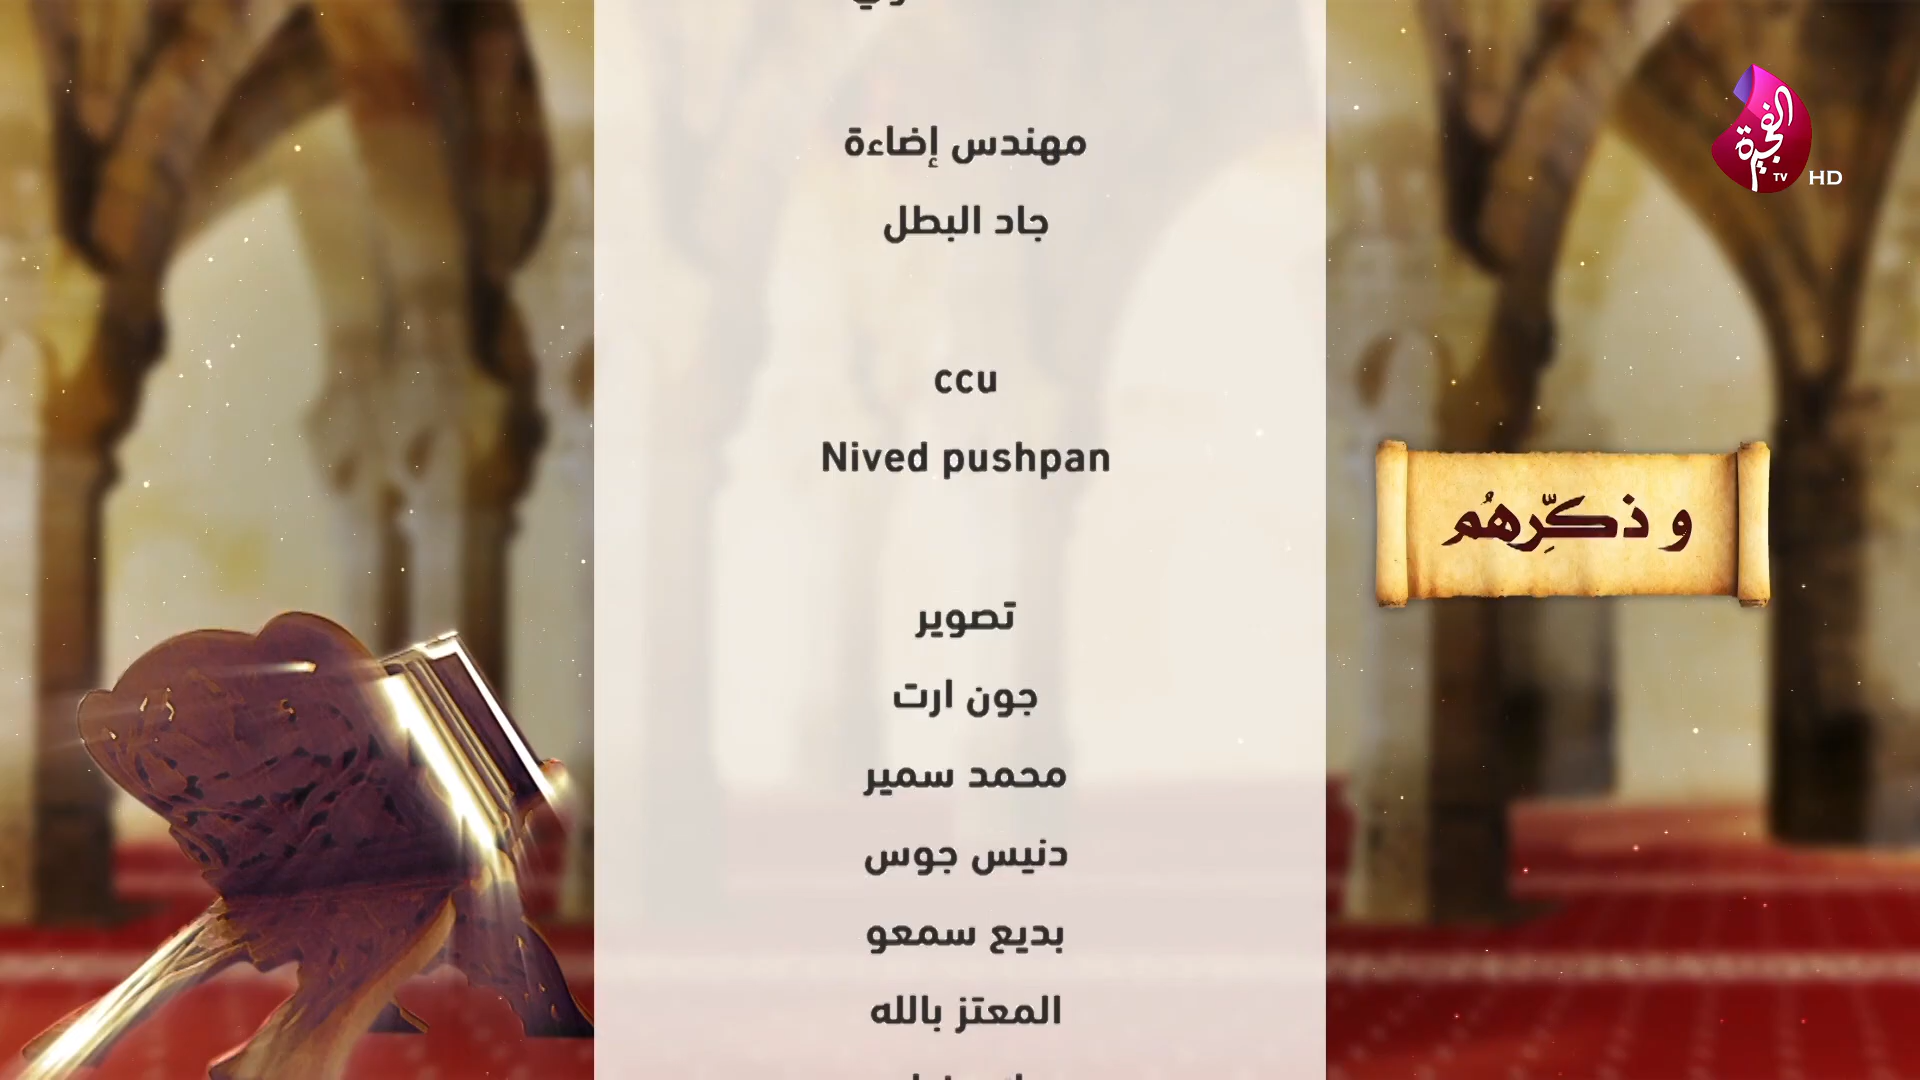 مهندس إضاءة
جاد البطل
ccu
Nived pushpan
تصوير
جون ارت
محمد سمير
دنيس جوس
بديع سمعو
المعتز بالله
الفجيرة
TV HD
و ذكِّرهُم